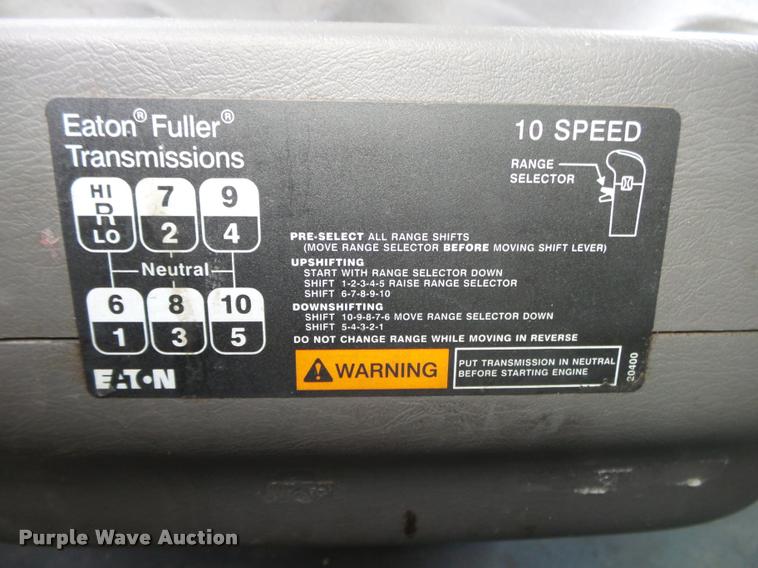 Eaton® Fuller®
Transmissions
10 SPEED
RANGE
SELECTOR
HI
R
LO
7
2
9
4
Neutral
6
1
8
3
10
5
EATON
PRE-SELECT ALL RANGE SHIFTS
(MOVE RANGE SELECTOR BEFORE MOVING SHIFT LEVER)
UPSHIFTING
START WITH RANGE SELECTOR DOWN
SHIFT 1-2-3-4-5 RAISE RANGE SELECTOR
SHIFT 6-7-8-9-10
DOWNSHIFTING
SHIFT 10-9-8-7-6 MOVE RANGE SELECTOR DOWN
SHIFT 5-4-3-2-1
DO NOT CHANGE RANGE WHILE MOVING IN REVERSE
WARNING
PUT TRANSMISSION IN NEUTRAL
BEFORE STARTING ENGINE
20400
Purple Wave Auction